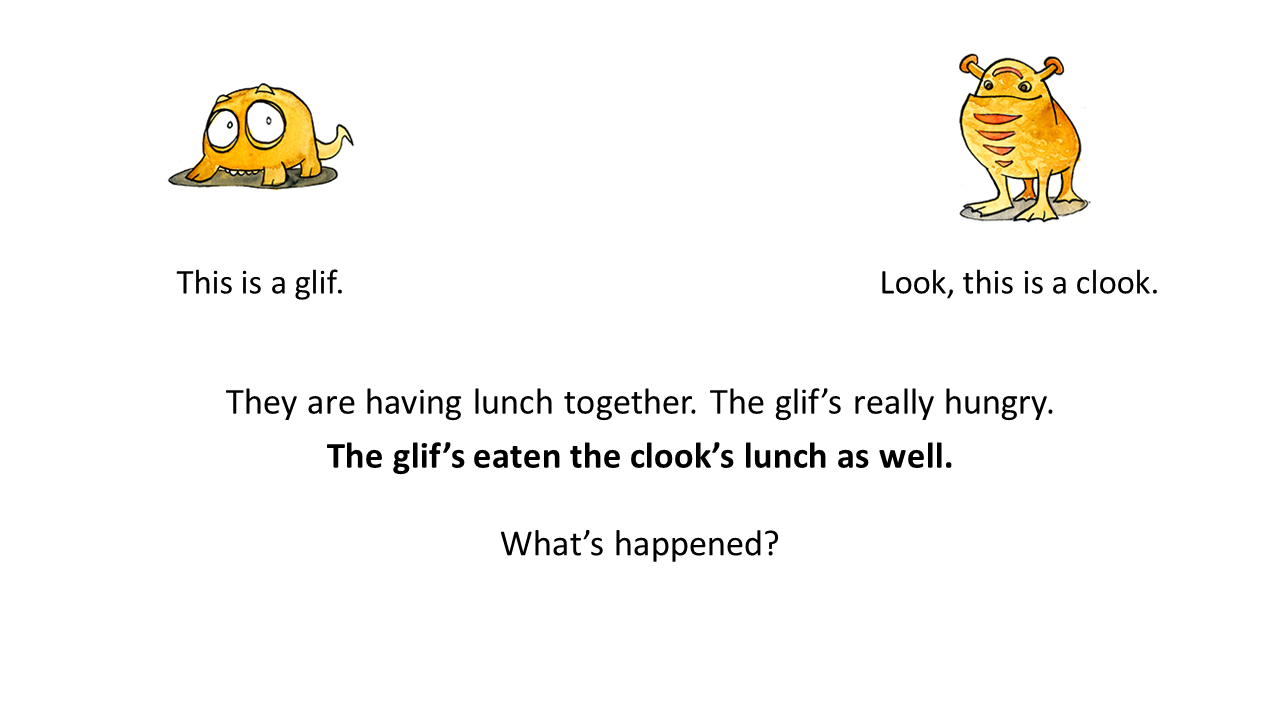 This is a glif.
Look, this is a clook.
They are having lunch together. The glif’s really hungry.
The glif’s eaten the clook’s lunch as well.
What’s happened?